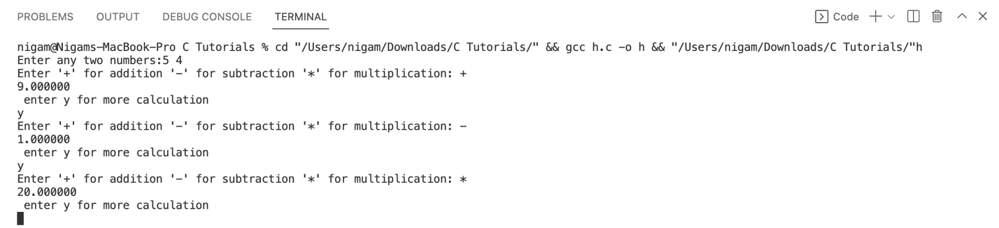 PROBLEMS OUTPUT DEBUG CONSOLE TERMINAL Code
nigam@Nigams-MacBook-Pro C Tutorials % cd "/Users/nigam/Downloads/C Tutorials/" && gcc h.c -o h && "/Users/nigam/Downloads/C Tutorials/"h
Enter any two numbers:5 4
Enter '+' for addition '-' for subtraction '*' for multiplication: +
9.000000
 enter y for more calculation
y
Enter '+' for addition '-' for subtraction '*' for multiplication: -
1.000000
 enter y for more calculation
y
Enter '+' for addition '-' for subtraction '*' for multiplication: *
20.000000
 enter y for more calculation